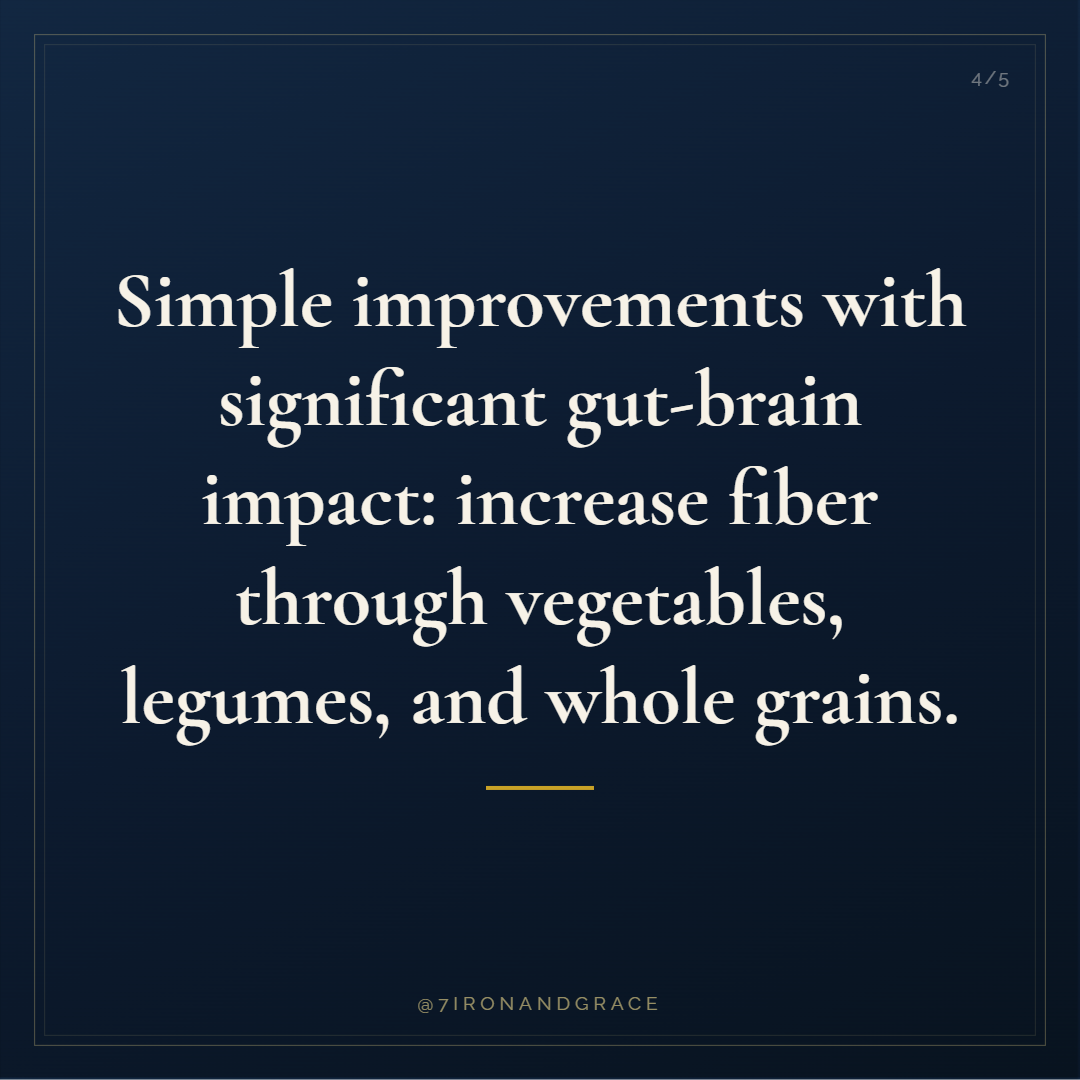 4/5
Simple improvements with
significant gut-brain
impact: increase fiber
through vegetables,
legumes, and whole grains.
@7IRONANDGRACE